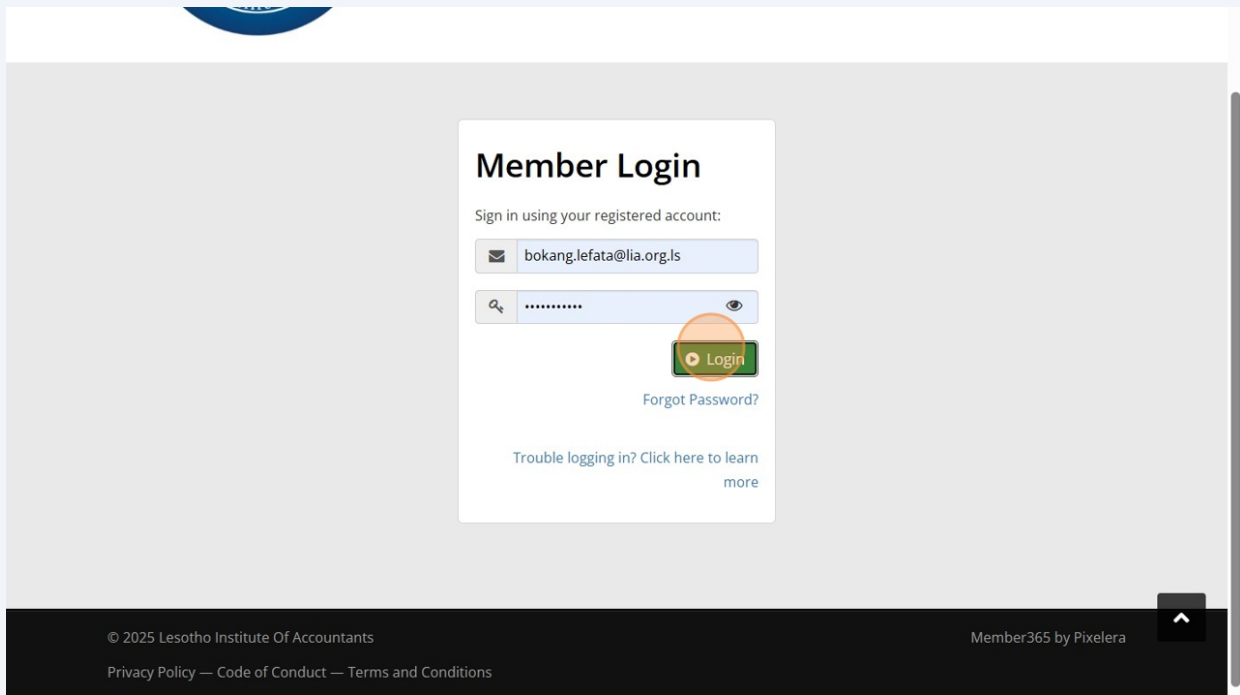 Member Login
Sign in using your registered account:
bokang.lefata@lia.org.ls
•••••••••••
Login
Forgot Password?
Trouble logging in? Click here to learn
more
© 2025 Lesotho Institute Of Accountants
Member365 by Pixelera
Privacy Policy — Code of Conduct — Terms and Conditions